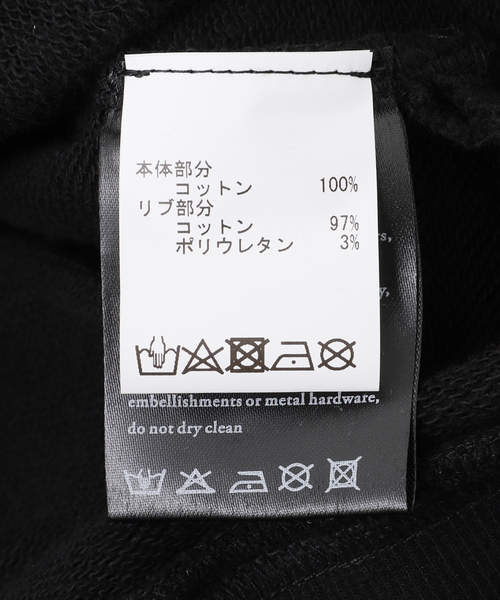 本体部分
コットン 100%
リブ部分
コットン 97%
ポリウレタン 3%
embellishments or metal hardware,
do not dry clean